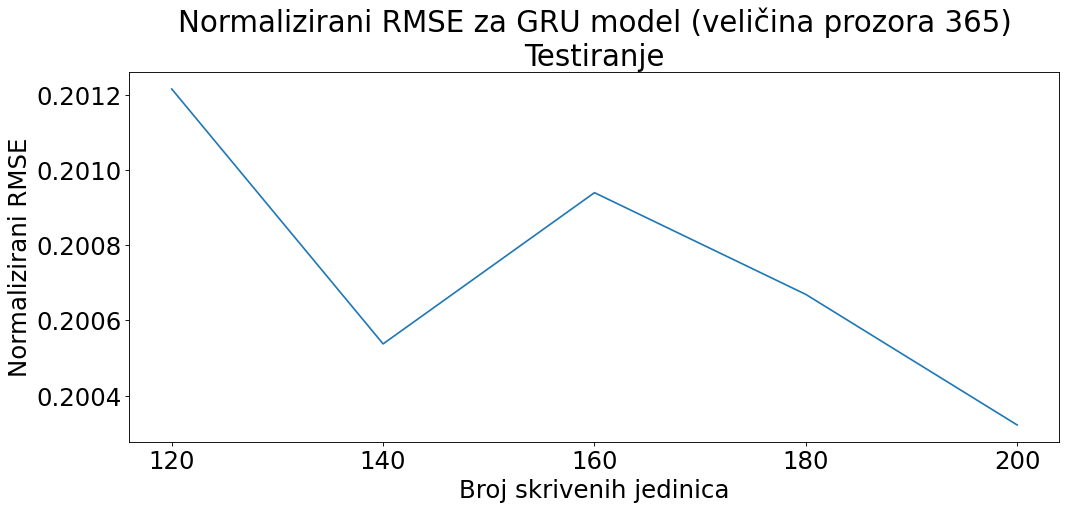 Normalizirani RMSE za GRU model (veličina prozora 365)
Testiranje
Normalizirani RMSE
0.2012
0.2010
0.2008
0.2006
0.2004
120 140 160 180 200
Broj skrivenih jedinica